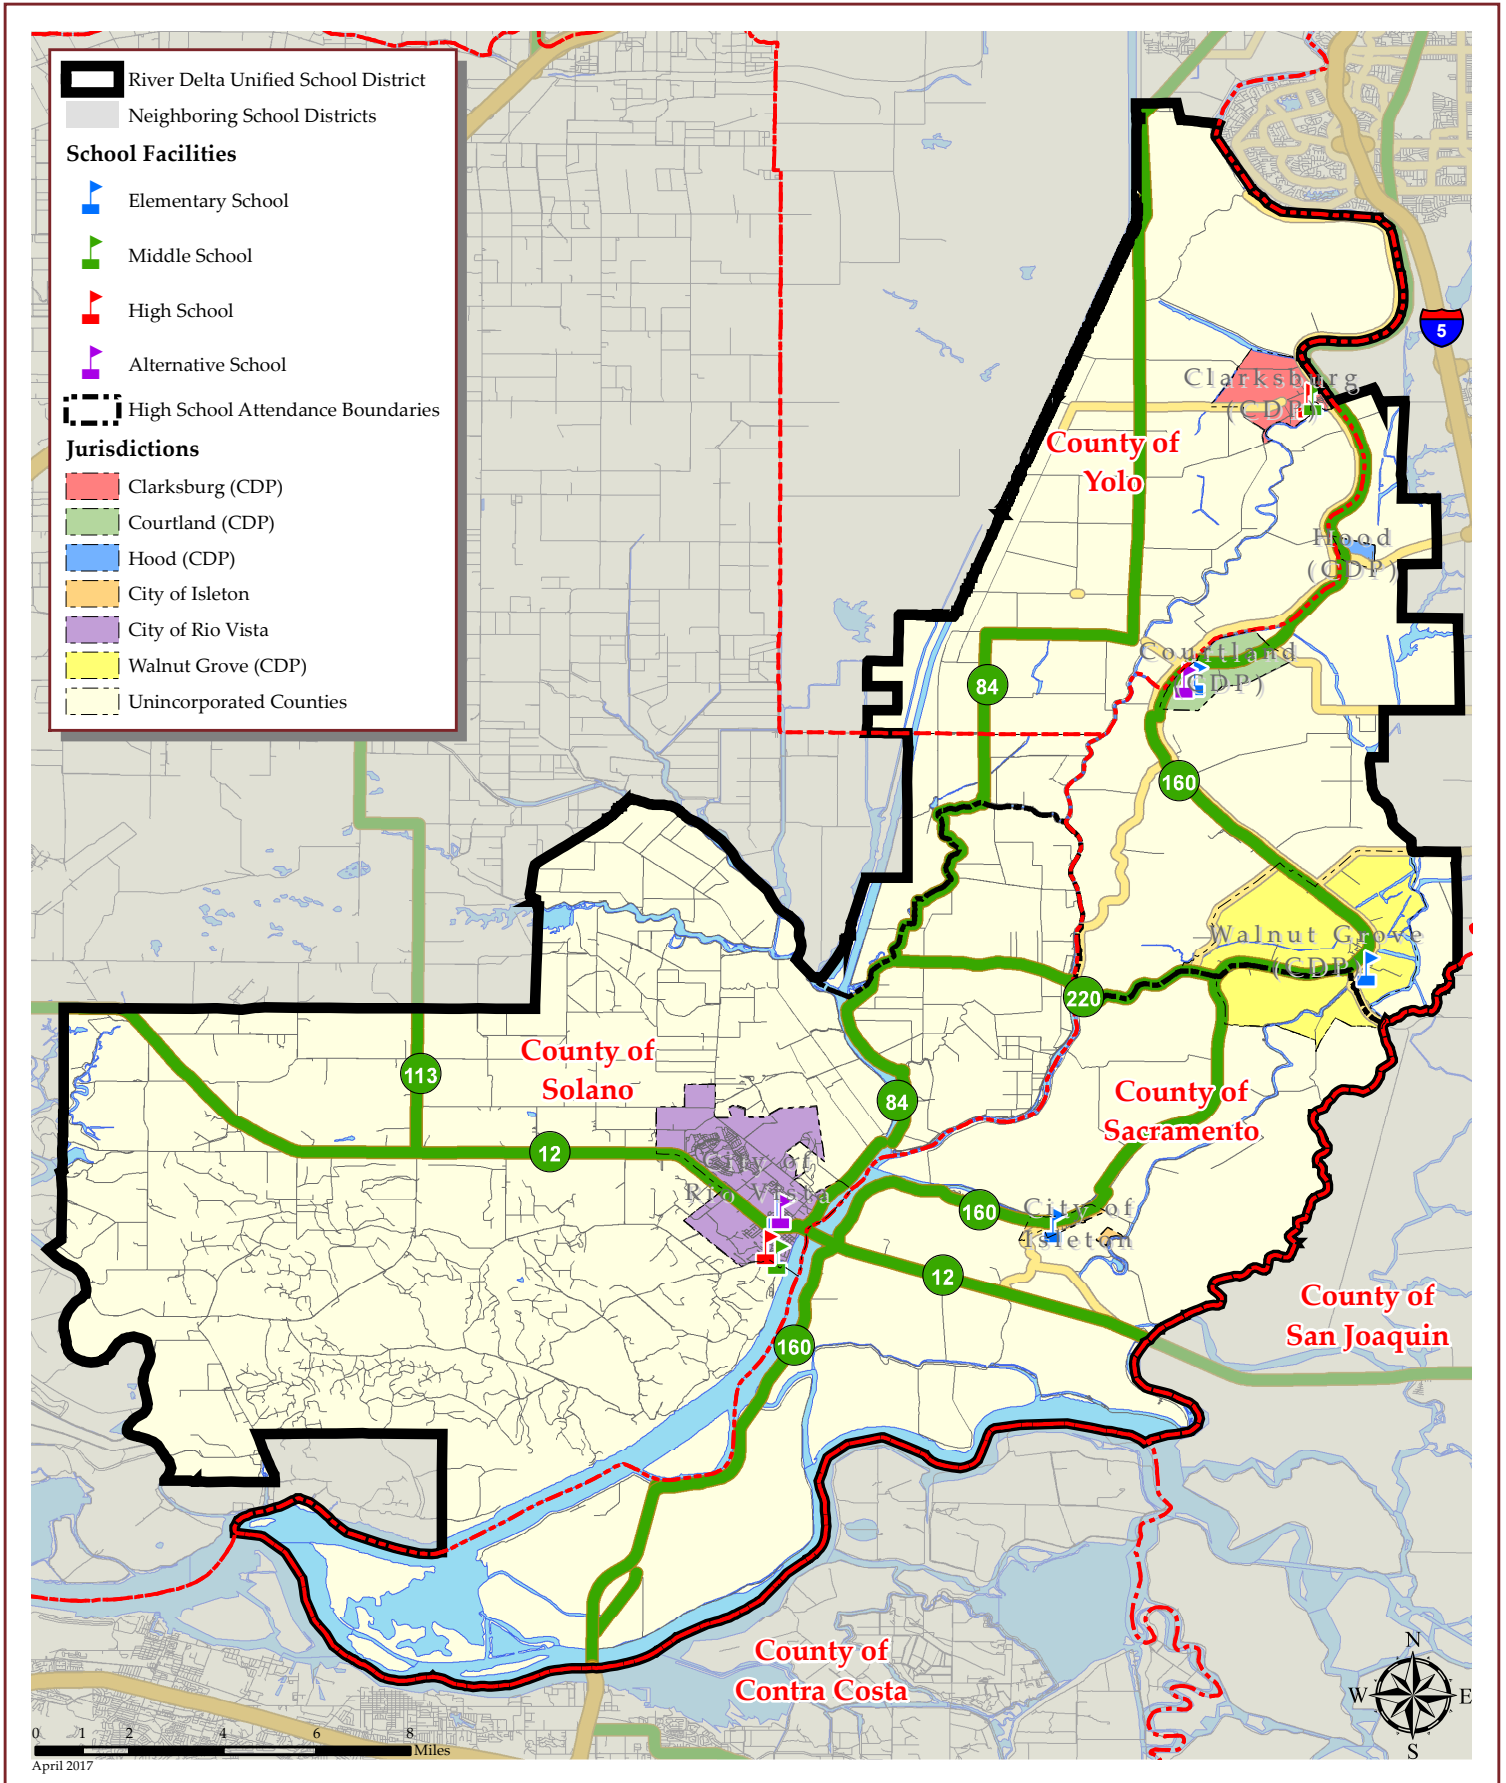 River Delta Unified School District
Neighboring School Districts
School Facilities
Elementary School
Middle School
High School
Alternative School
High School Attendance Boundaries
Jurisdictions
Clarksburg (CDP)
Courtland (CDP)
Hood (CDP)
City of Isleton
City of Rio Vista
Walnut Grove (CDP)
Unincorporated Counties
5
Clarksburg
(CDP)
County of
Yolo
Hood
(CDP)
Courtland
(CDP)
84
160
Walnut Grove
(CDP)
220
County of
Solano
113
84
County of
Sacramento
12
City of
Rio Vista
160
City of
Isleton
12
County of
San Joaquin
160
County of
Contra Costa
N
W
E
S
0 1 2 4 6 8
Miles
April 2017